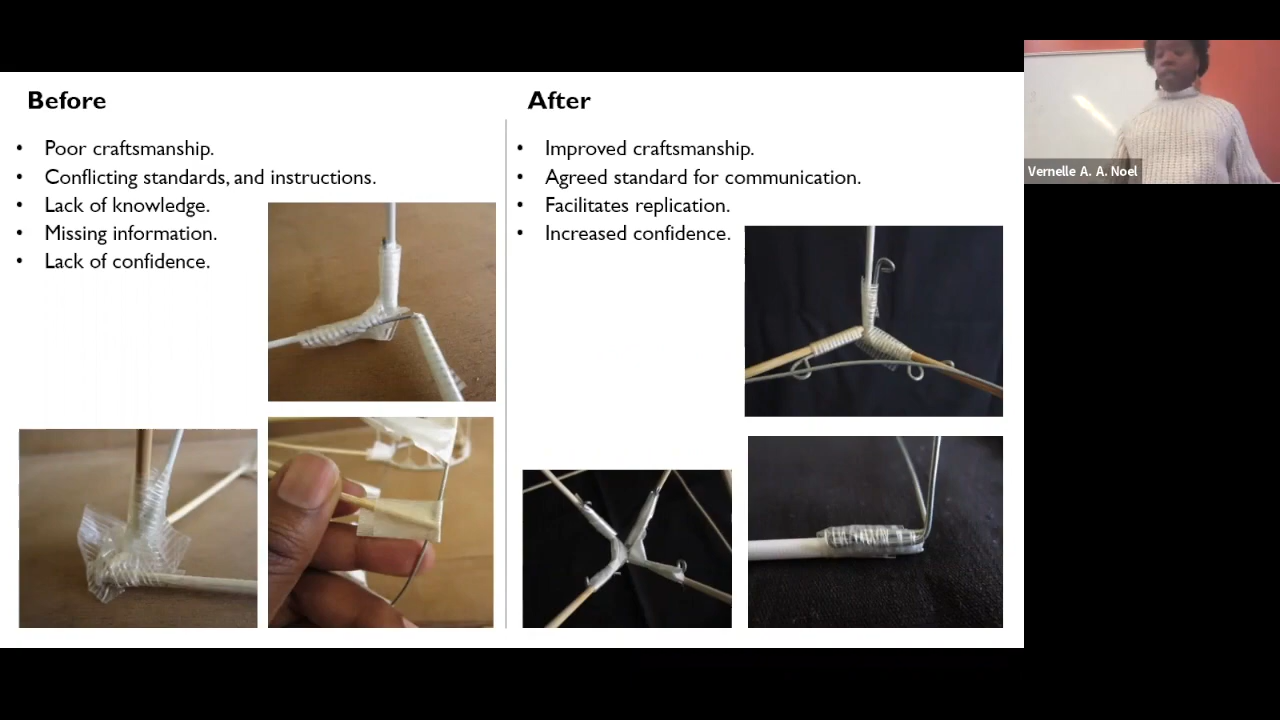 Before
• Poor craftsmanship.
• Conflicting standards, and instructions.
• Lack of knowledge.
• Missing information.
• Lack of confidence.
After
• Improved craftsmanship.
• Agreed standard for communication.
• Facilitates replication.
• Increased confidence.
Vernelle A. A. Noel